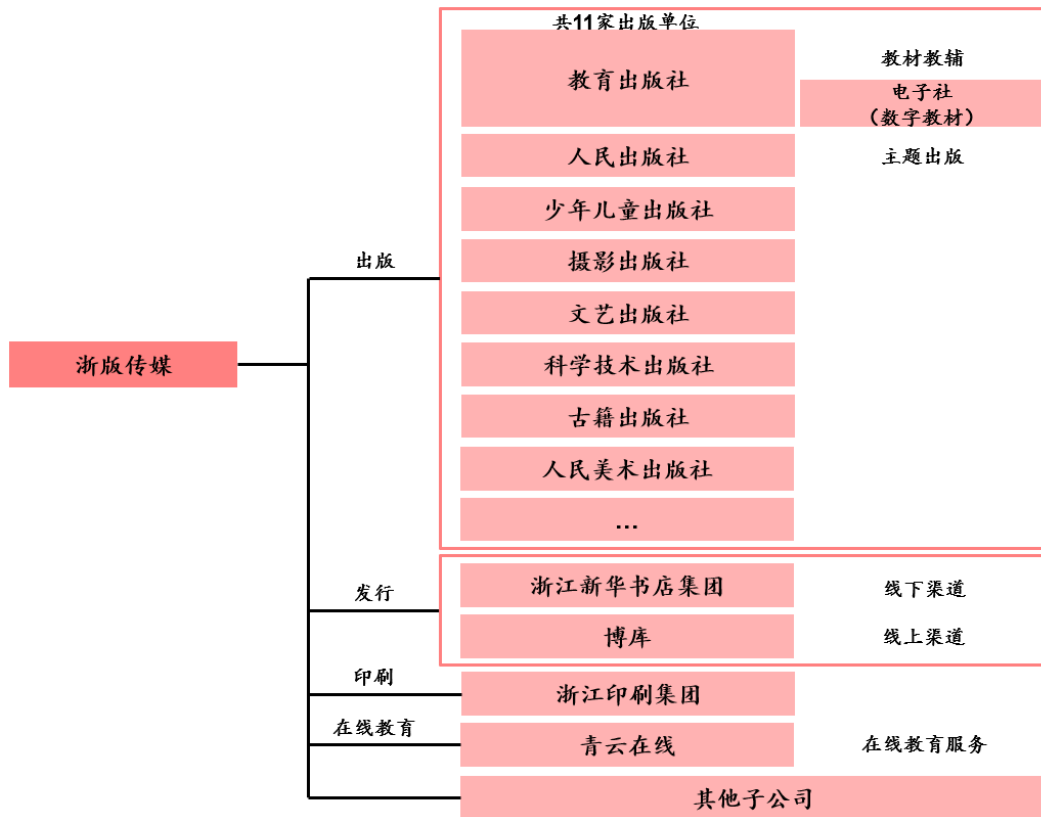 共11家出版单位
教育出版社
教材教辅
电子社
（数字教材）
人民出版社
主题出版
少年儿童出版社
摄影出版社
出版
文艺出版社
浙版传媒
科学技术出版社
古籍出版社
人民美术出版社
...
发行
浙江新华书店集团
线下渠道
博库
线上渠道
印刷
浙江印刷集团
在线教育
青云在线
在线教育服务
其他子公司